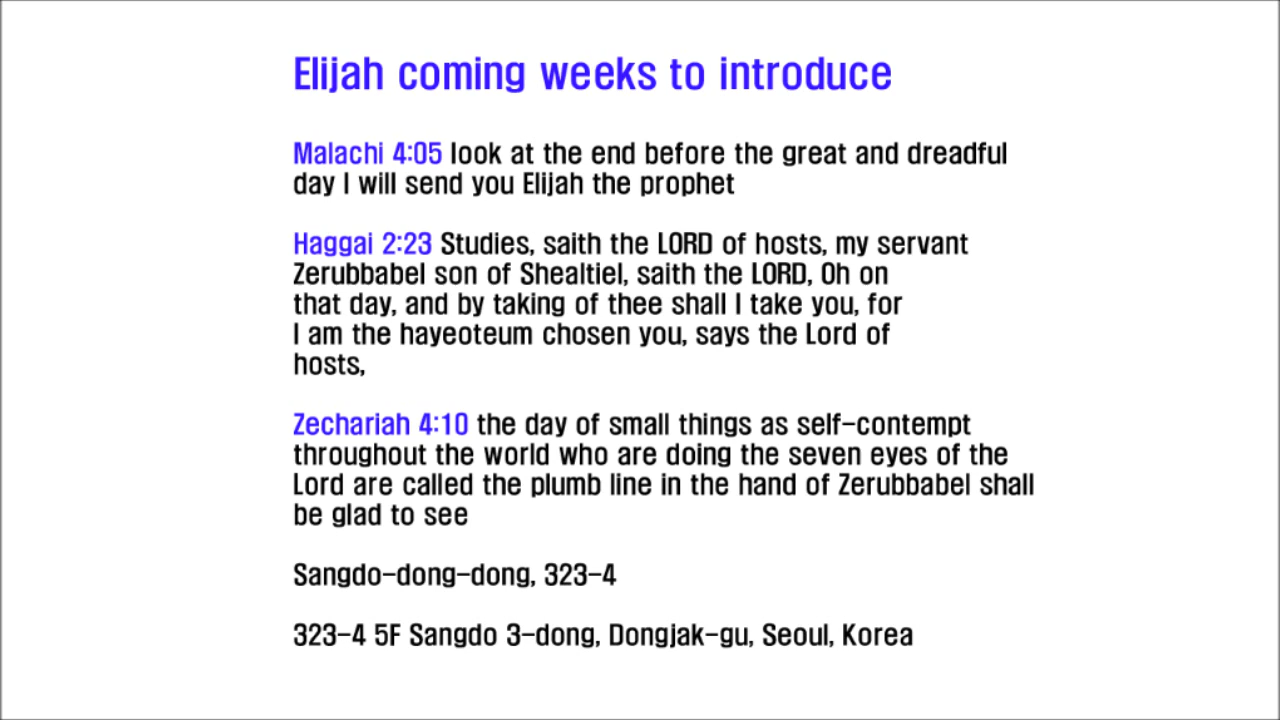 Elijah coming weeks to introduce
Malachi 4:05 look at the end before the great and dreadful
day I will send you Elijah the prophet
Haggai 2:23 Studies, saith the LORD of hosts, my servant
Zerubbabel son of Shealtiel, saith the LORD, Oh on
that day, and by taking of thee shall I take you, for
I am the hayeoteum chosen you, says the Lord of
hosts,
Zechariah 4:10 the day of small things as self-contempt
throughout the world who are doing the seven eyes of the
Lord are called the plumb line in the hand of Zerubbabel shall
be glad to see
Sangdo-dong-dong, 323-4
323-4 5F Sangdo 3-dong, Dongjak-gu, Seoul, Korea